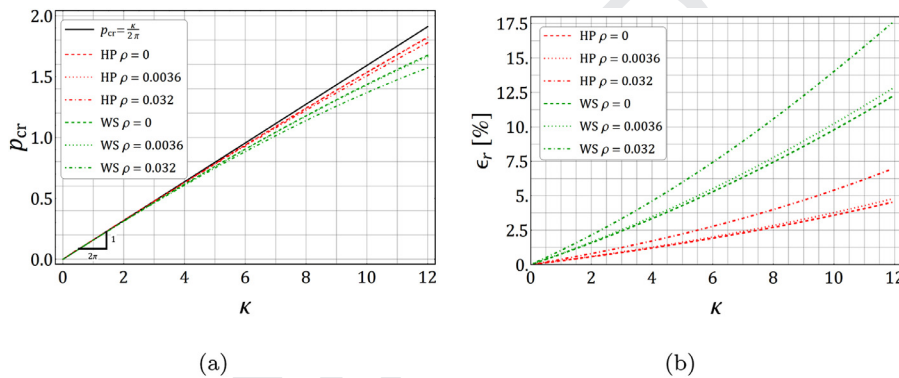 2.0
1.5
1.0
0.5
0.0
p_cr
p_cr = κ/2π
HP ρ = 0
HP ρ = 0.0036
HP ρ = 0.032
WS ρ = 0
WS ρ = 0.0036
WS ρ = 0.032
1
2π
0 2 4 6 8 10 12
κ
(a)
17.5
15.0
12.5
10.0
7.5
5.0
2.5
0.
ϵ_r [%]
HP ρ = 0
HP ρ = 0.0036
HP ρ = 0.032
WS ρ = 0
WS ρ = 0.0036
WS ρ = 0.032
0 2 4 6 8 10 12
κ
(b)